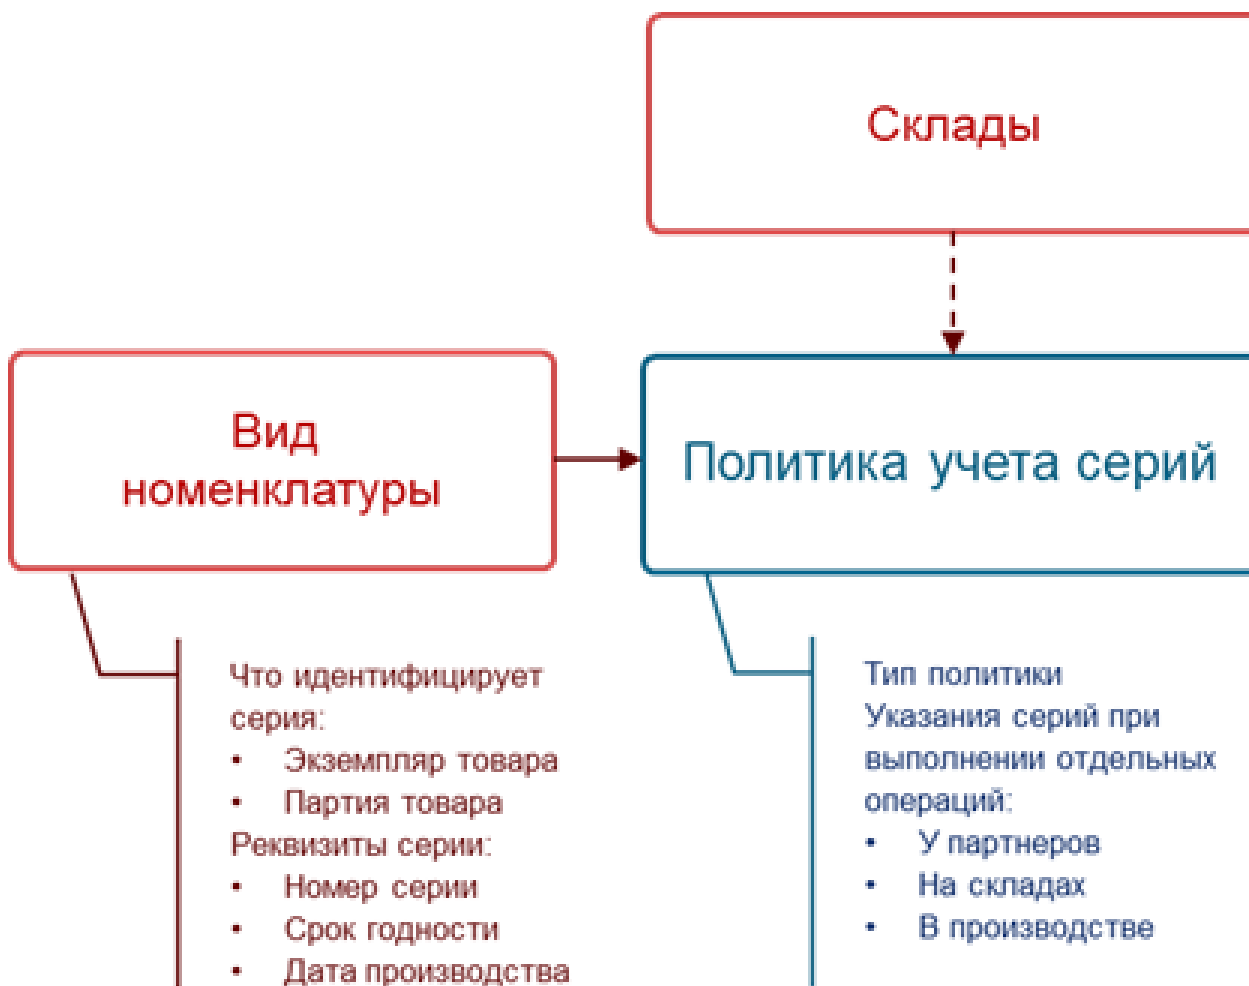 Склады
Вид
номенклатуры
Политика учета серий
Что идентифицирует
серия:
• Экземпляр товара
• Партия товара
Реквизиты серии:
• Номер серии
• Срок годности
• Дата производства
Тип политики
Указания серий при
выполнении отдельных
операций:
• У партнеров
• На складах
• В производстве